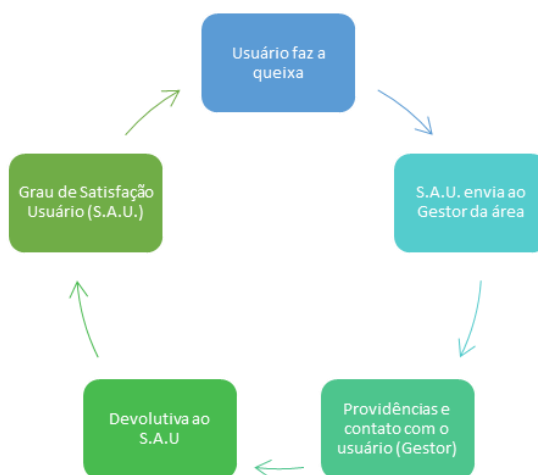 Usuário faz a
queixa
S.A.U. envia ao
Gestor da área
Providências e
contato com o
usuário (Gestor)
Devolutiva ao
S.A.U
Grau de Satisfação
Usuário (S.A.U.)